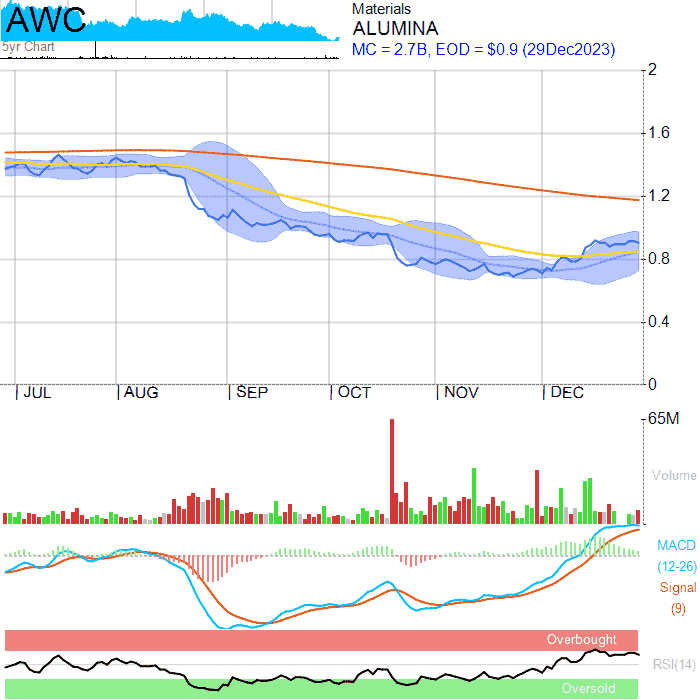 AWC
5yr Chart
Materials
ALUMINA
MC = 2.7B, EOD = $0.9 (29Dec2023)
2
1.6
1.2
0.8
0.4
0
JUL AUG SEP OCT NOV DEC
65M
Volume
MACD
(12-26)
Signal
(9)
Overbought
RSI(14)
Oversold